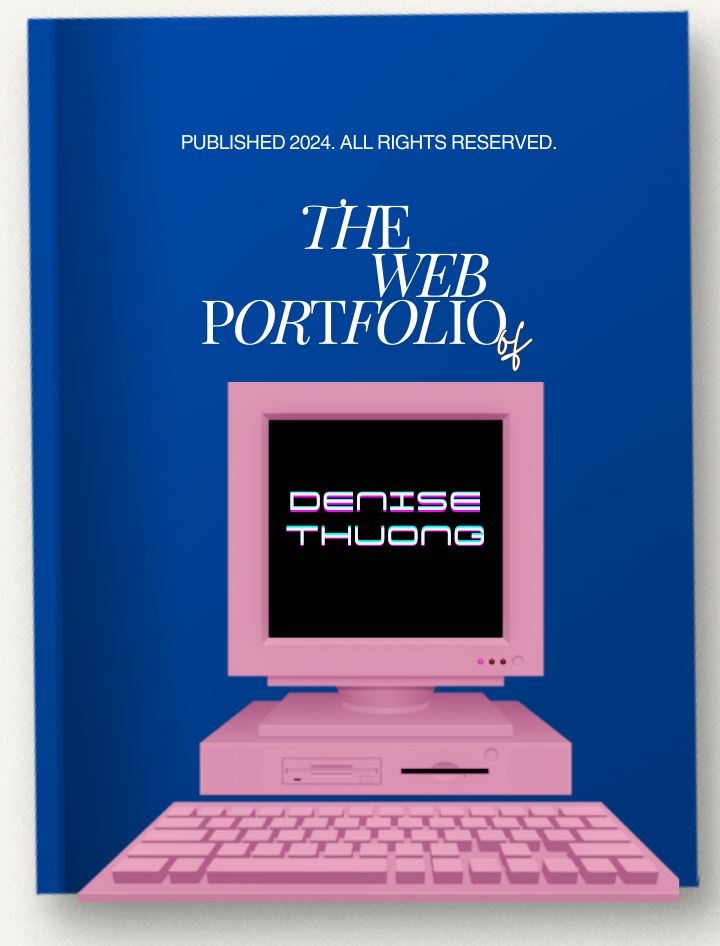 PUBLISHED 2024. ALL RIGHTS RESERVED.
THE
WEB
PORTFOLIO
of
DENISE
THUONG